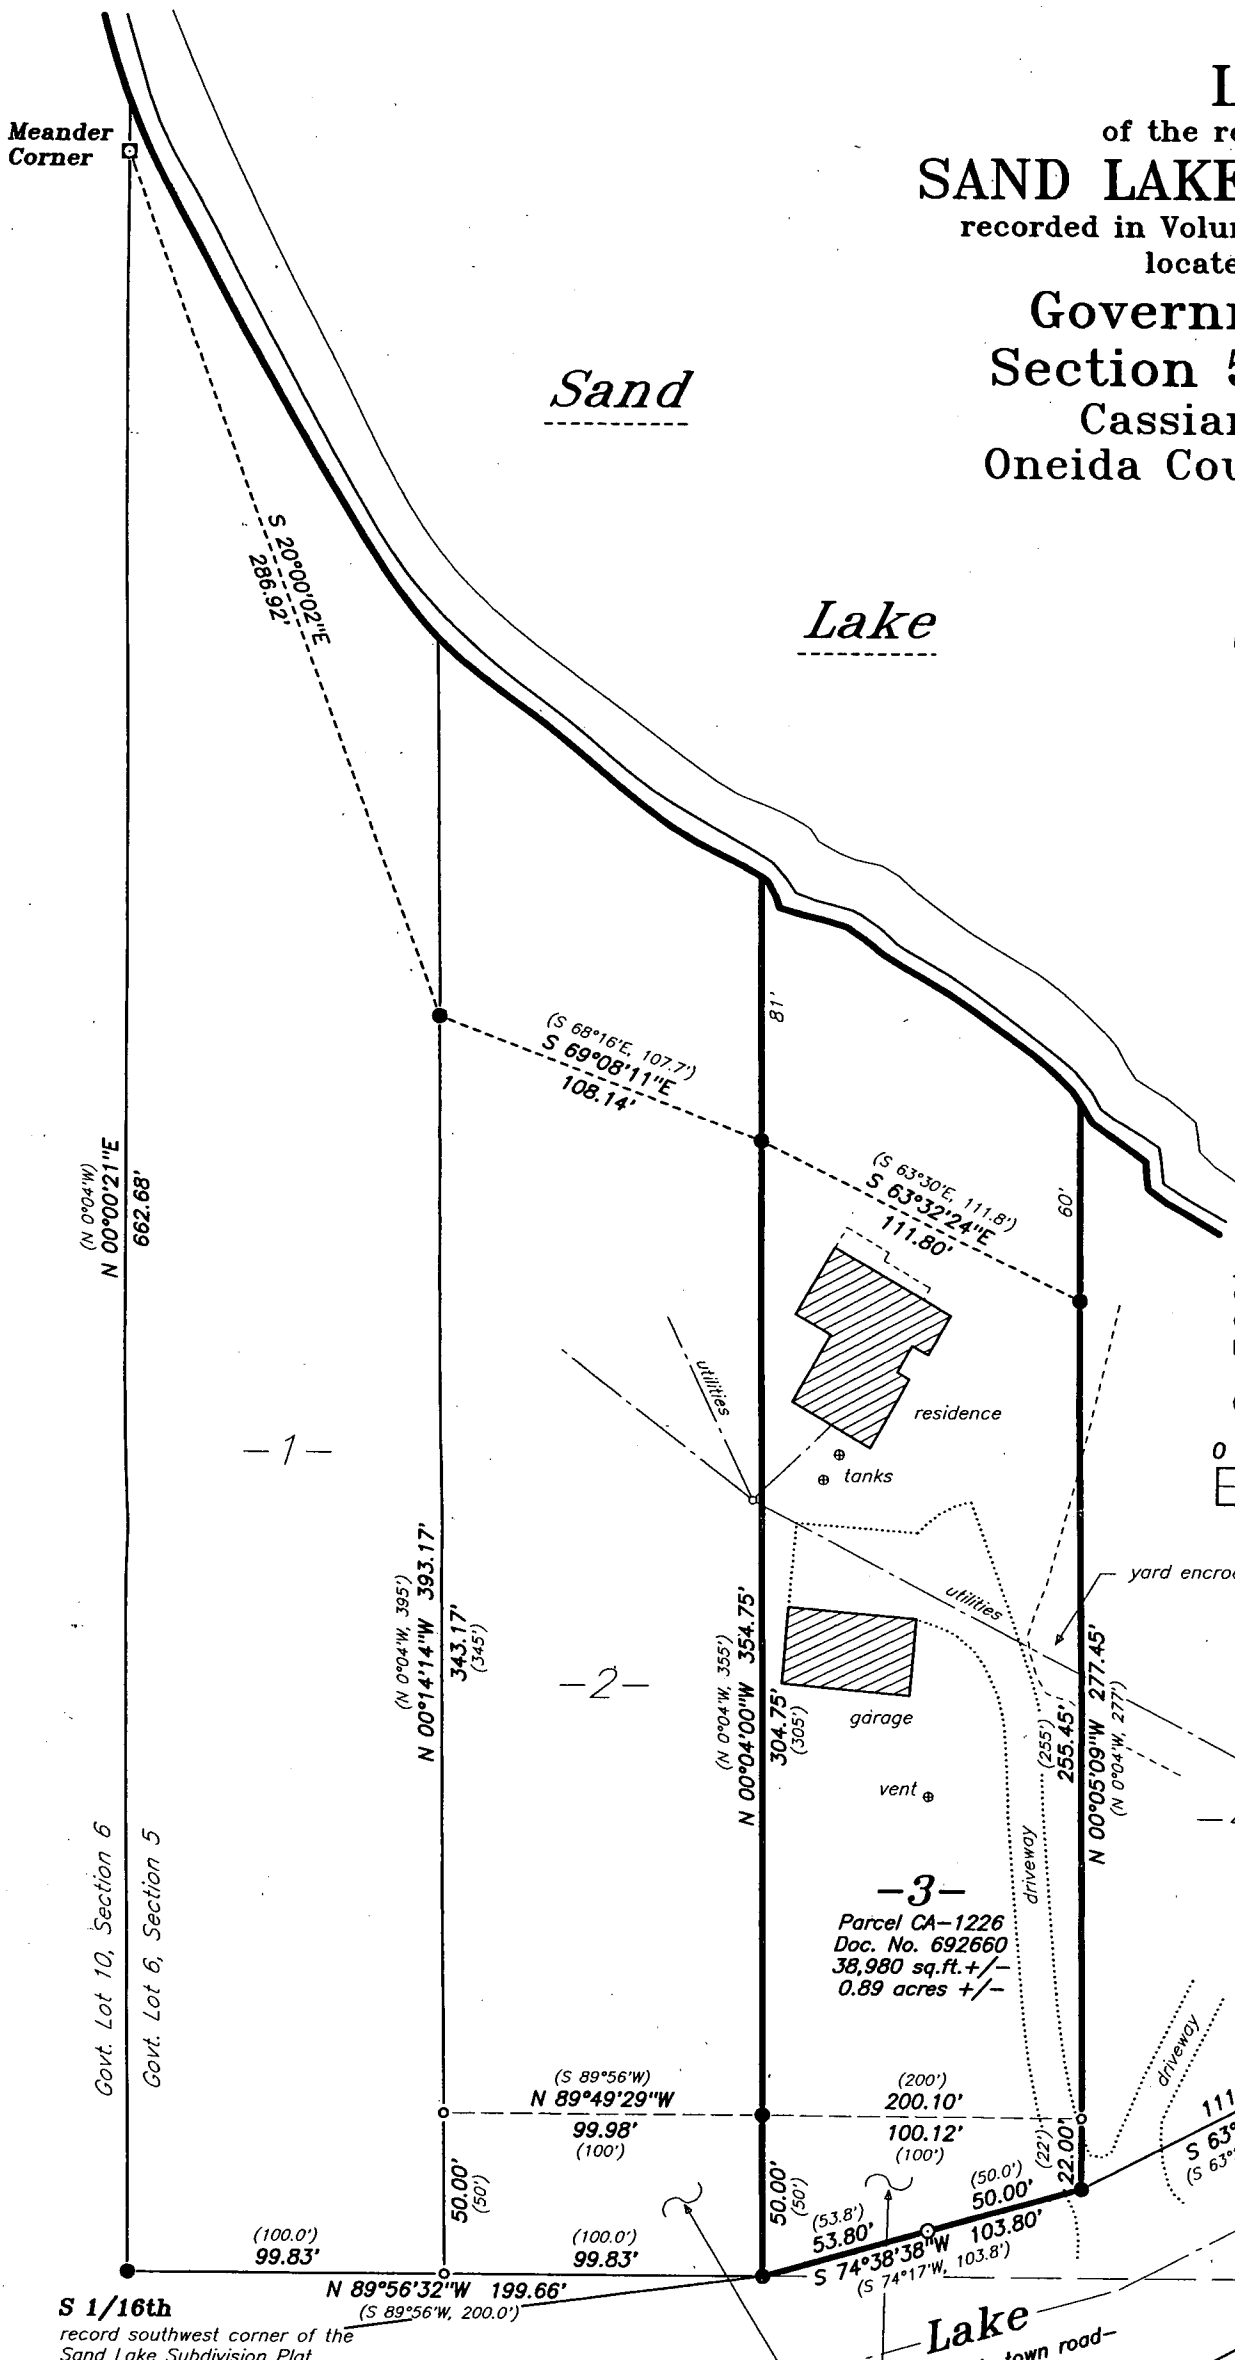 L
of the re
SAND LAKE
recorded in Volu
locate
Govern
Section 5
Cassian
Oneida Cou
Meander
Corner
Sand
Lake
S 20°00'02"E
286.92'
(S 68°16'E, 107.7')
S 69°08'11"E
108.14'
81'
(S 63°30'E, 111.8')
S 63°32'24"E
111.80'
60'
(N 0°04'W)
N 00°00'21"E
662.68'
utilities
residence
tanks
-1-
0
yard encro
(N 0°04'W, 395')
N 00°14'14"W 393.17'
343.17'
(345')
(N 0°04'W, 355')
N 00°04'00"W 354.75'
304.75'
(305')
utilities
garage
-2-
(255')
255.45'
N 00°05'09"W 277.45'
(N 0°04'W, 277')
vent
driveway
Govt. Lot 10, Section 6
Govt. Lot 6, Section 5
-3-
Parcel CA-1226
Doc. No. 692660
38,980 sq.ft.+/-
0.89 acres +/-
driveway
(S 89°56'W)
N 89°49'29"W
99.98'
(100')
(200')
200.10'
100.12'
(100')
(22')
22.00'
111
S 63°
(S 63°
50.00'
(50')
50.00'
(50')
(53.8')
53.80'
(50.0')
50.00'
S 74°38'38"W 103.80'
(S 74°17'W, 103.8')
(100.0')
99.83'
(100.0')
99.83'
N 89°56'32"W 199.66'
(S 89°56'W, 200.0')
S 1/16th
record southwest corner of the
Sand Lake Subdivision Plat
Lake
town road-